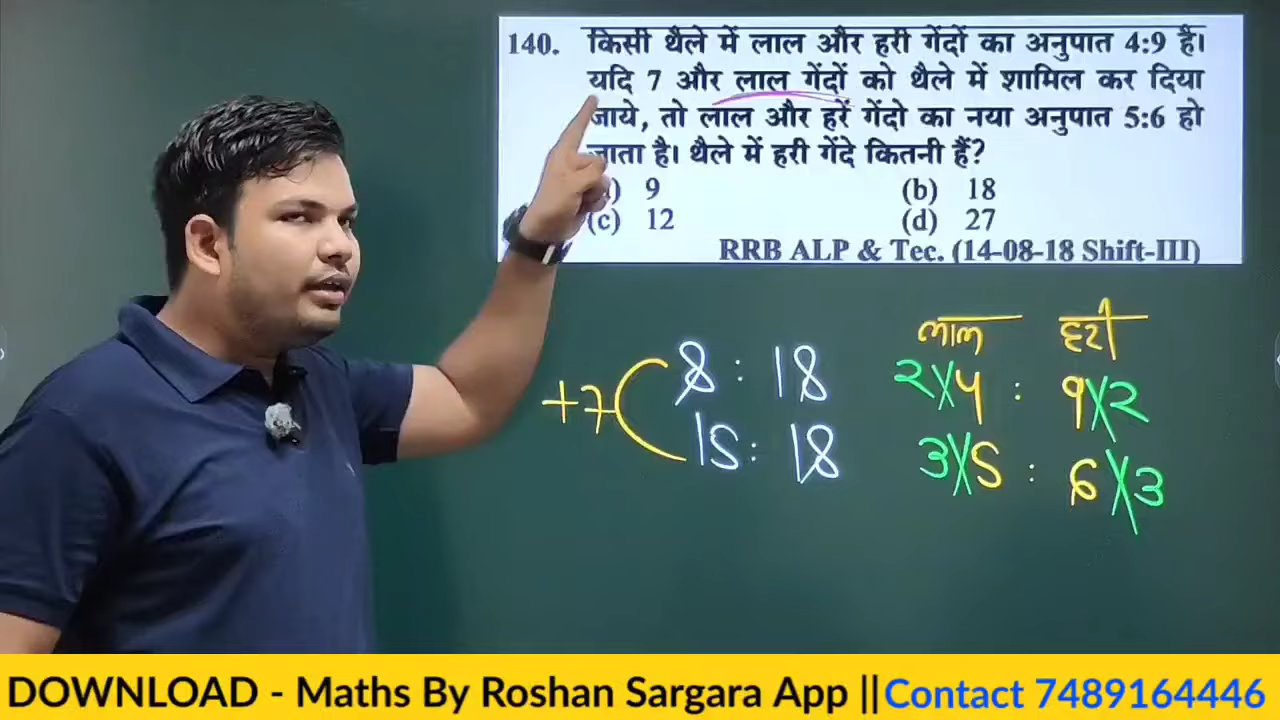 140. किसी थैले में लाल और हरी गेंदों का अनुपात 4:9 है।
यदि 7 और लाल गेंदों को थैले में शामिल कर दिया
जाये, तो लाल और हरें गेंदो का नया अनुपात 5:6 हो
जाता है। थैले में हरी गेंदे कितनी हैं?
9 (b) 18
(c) 12 (d) 27
RRB ALP & Tec. (14-08-18 Shift-III)
लाल हरी
+7 8 : 18 2×4 : 9×2
15 : 18 3×5 : 6×3
DOWNLOAD - Maths By Roshan Sargara App || Contact 7489164446